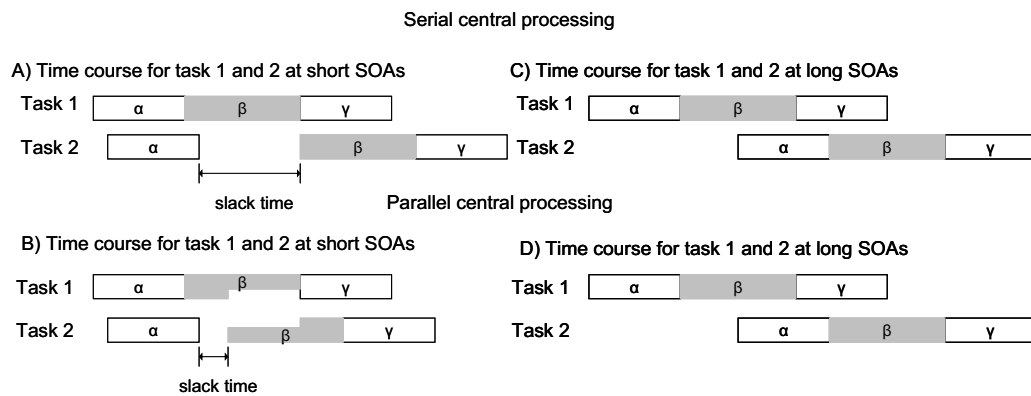 Serial central processing
A) Time course for task 1 and 2 at short SOAs
Task 1 α β γ
Task 2 α β γ
slack time
C) Time course for task 1 and 2 at long SOAs
Task 1 α β γ
Task 2 α β γ
Parallel central processing
B) Time course for task 1 and 2 at short SOAs
Task 1 α β γ
Task 2 α β γ
slack time
D) Time course for task 1 and 2 at long SOAs
Task 1 α β γ
Task 2 α β γ